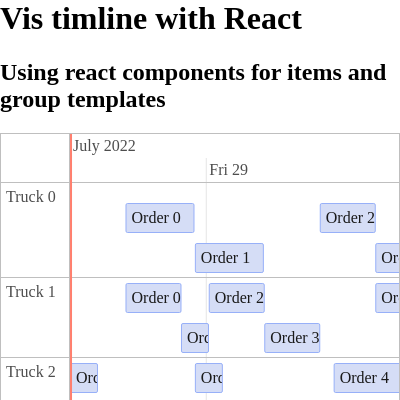 Vis timline with React
Using react components for items and
group templates
July 2022
Fri 29
Truck 0
Order 0
Order 2
Order 1
Or
Truck 1
Order 0
Order 2
Or
Ord
Order 3
Truck 2
Ord
Ord
Order 4